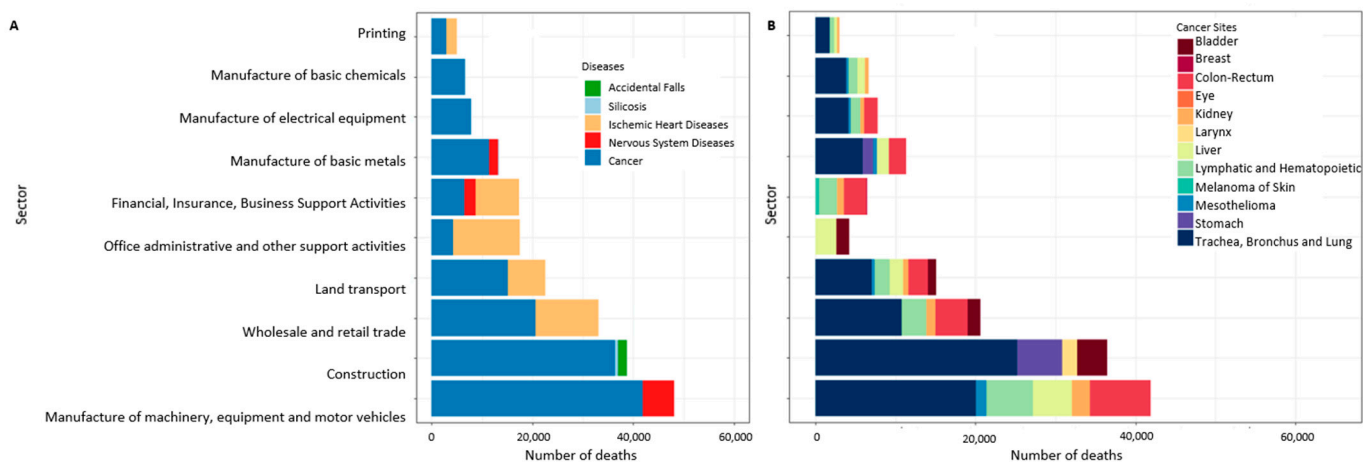 A
Sector
Printing
Manufacture of basic chemicals
Manufacture of electrical equipment
Manufacture of basic metals
Financial, Insurance, Business Support Activities
Office administrative and other support activities
Land transport
Wholesale and retail trade
Construction
Manufacture of machinery, equipment and motor vehicles
Diseases
Accidental Falls
Silicosis
Ischemic Heart Diseases
Nervous System Diseases
Cancer
0 20,000 40,000 60,000
Number of deaths
B
Sector
Cancer Sites
Bladder
Breast
Colon-Rectum
Eye
Kidney
Larynx
Liver
Lymphatic and Hematopoietic
Melanoma of Skin
Mesothelioma
Stomach
Trachea, Bronchus and Lung
0 20,000 40,000 60,000
Number of deaths